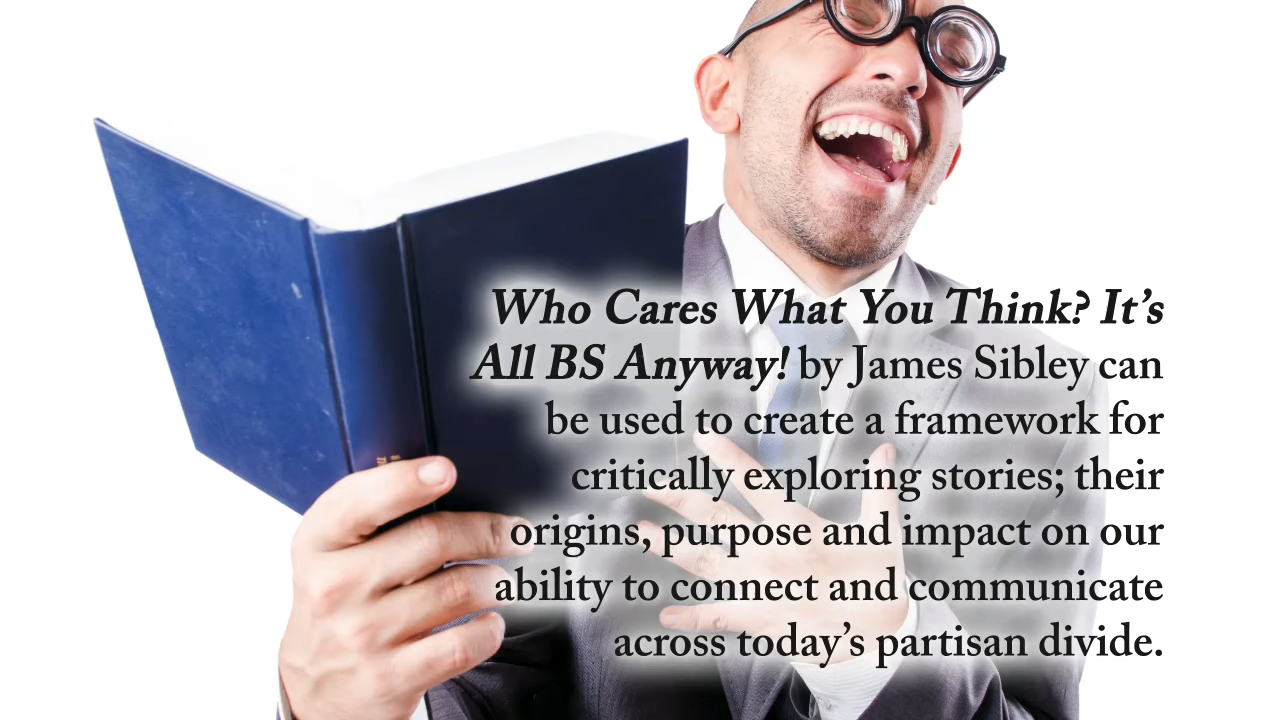 Who Cares What You Think? It’s
All BS Anyway! by James Sibley can
be used to create a framework for
critically exploring stories; their
origins, purpose and impact on our
ability to connect and communicate
across today’s partisan divide.